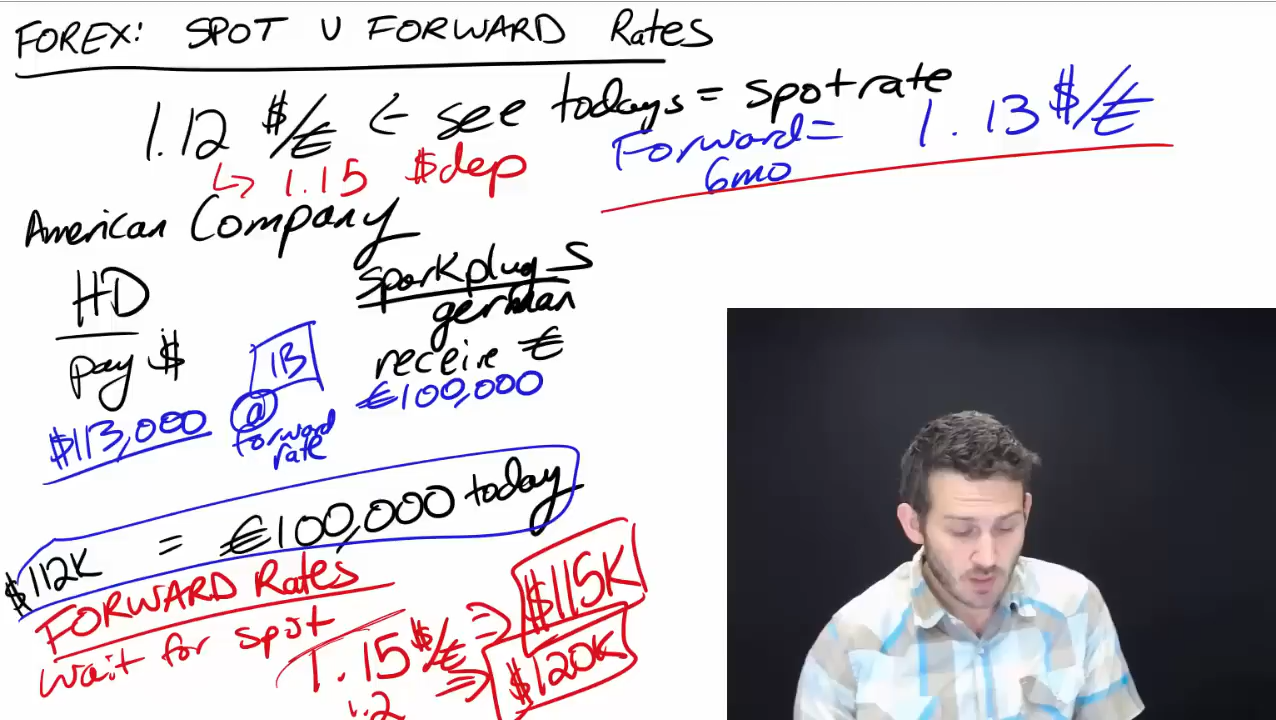 FOREX: SPOT V FORWARD Rates
1.12 $/€ ← see todays = spot rate
Forward = 1.13 $/€
6mo
↳ 1.15 $dep
American Company
HD
pay $
$113,000
1B
@
forward
rate
sparkplugs
german
receive €
€100,000
$112K = €100,000 today
FORWARD Rates
wait for spot
1.15 $/€ ⇒ $115K
1.2 ⇒ $120K